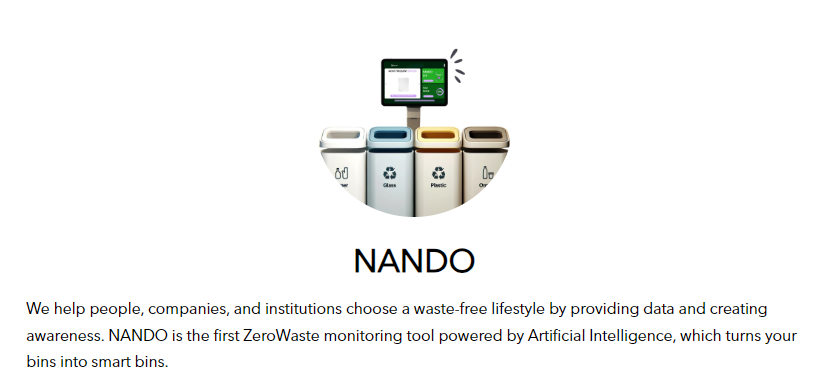 Glass
Plastic
NANDO
We help people, companies, and institutions choose a waste-free lifestyle by providing data and creating
awareness. NANDO is the first ZeroWaste monitoring tool powered by Artificial Intelligence, which turns your
bins into smart bins.